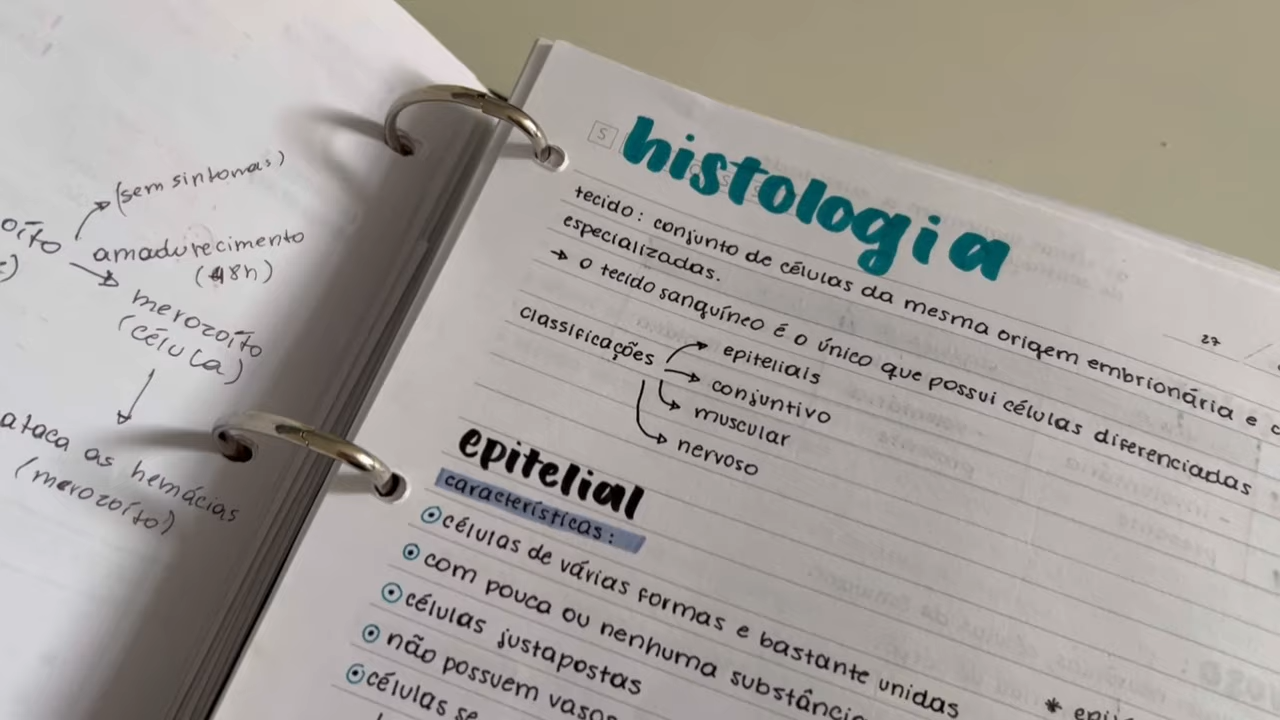 (sem sintomas)
amadurecimento
(48h)
merozoíto
(célula)
ataca as hemácias
(merozoíto)
S
histologia
27
tecido: conjunto de células da mesma origem embrionária e
especializadas.
→ o tecido sanguíneo é o único que possui células diferenciadas
classificações
epiteliais
conjuntivo
muscular
nervoso
epitelial
características:
células de várias formas e bastante unidas
com pouca ou nenhuma
células justapostas
não possuem vasos
células se
*